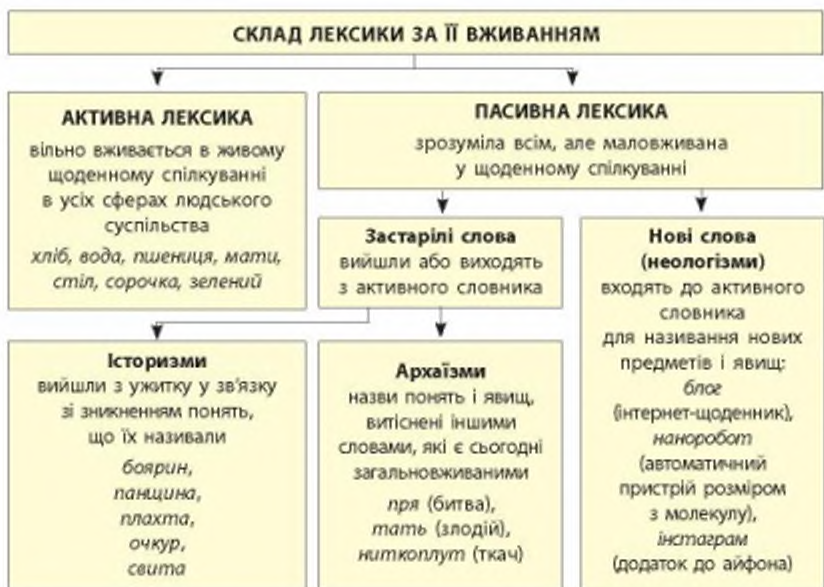 СКЛАД ЛЕКСИКИ ЗА ЇЇ ВЖИВАННЯМ
АКТИВНА ЛЕКСИКА
вільно вживається в живому
щоденному спілкуванні
в усіх сферах людського
суспільства
хліб, вода, пшениця, мати,
стіл, сорочка, зелений
ПАСИВНА ЛЕКСИКА
зрозуміла всім, але маловживана
у щоденному спілкуванні
Застарілі слова
вийшли або виходять
з активного словника
Історизми
вийшли з ужитку у зв'язку
зі зникненням понять,
що їх називали
боярин,
панщина,
плахта,
очкур,
свита
Архаїзми
назви понять і явищ,
витіснені іншими
словами, які є сьогодні
загальновживаними
пря (битва),
тать (злодій),
ниткоплут (ткач)
Нові слова
(неологізми)
входять до активного
словника
для називання нових
предметів і явищ:
блог
(інтернет-щоденник),
наноробот
(автоматичний
пристрій розміром
з молекулу),
інстаграм
(додаток до айфона)